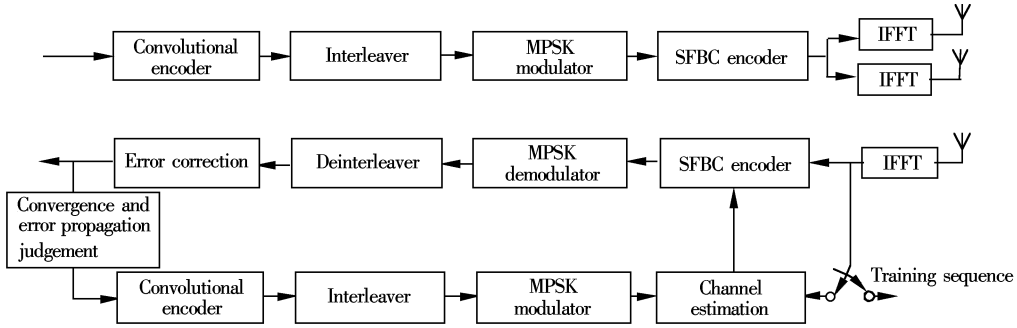 Convolutional
encoder
Interleaver
MPSK
modulator
SFBC encoder
IFFT
IFFT
Error correction
Deinterleaver
MPSK
demodulator
SFBC encoder
IFFT
Convergence and
error propagation
judgement
Convolutional
encoder
Interleaver
MPSK
modulator
Channel
estimation
Training sequence